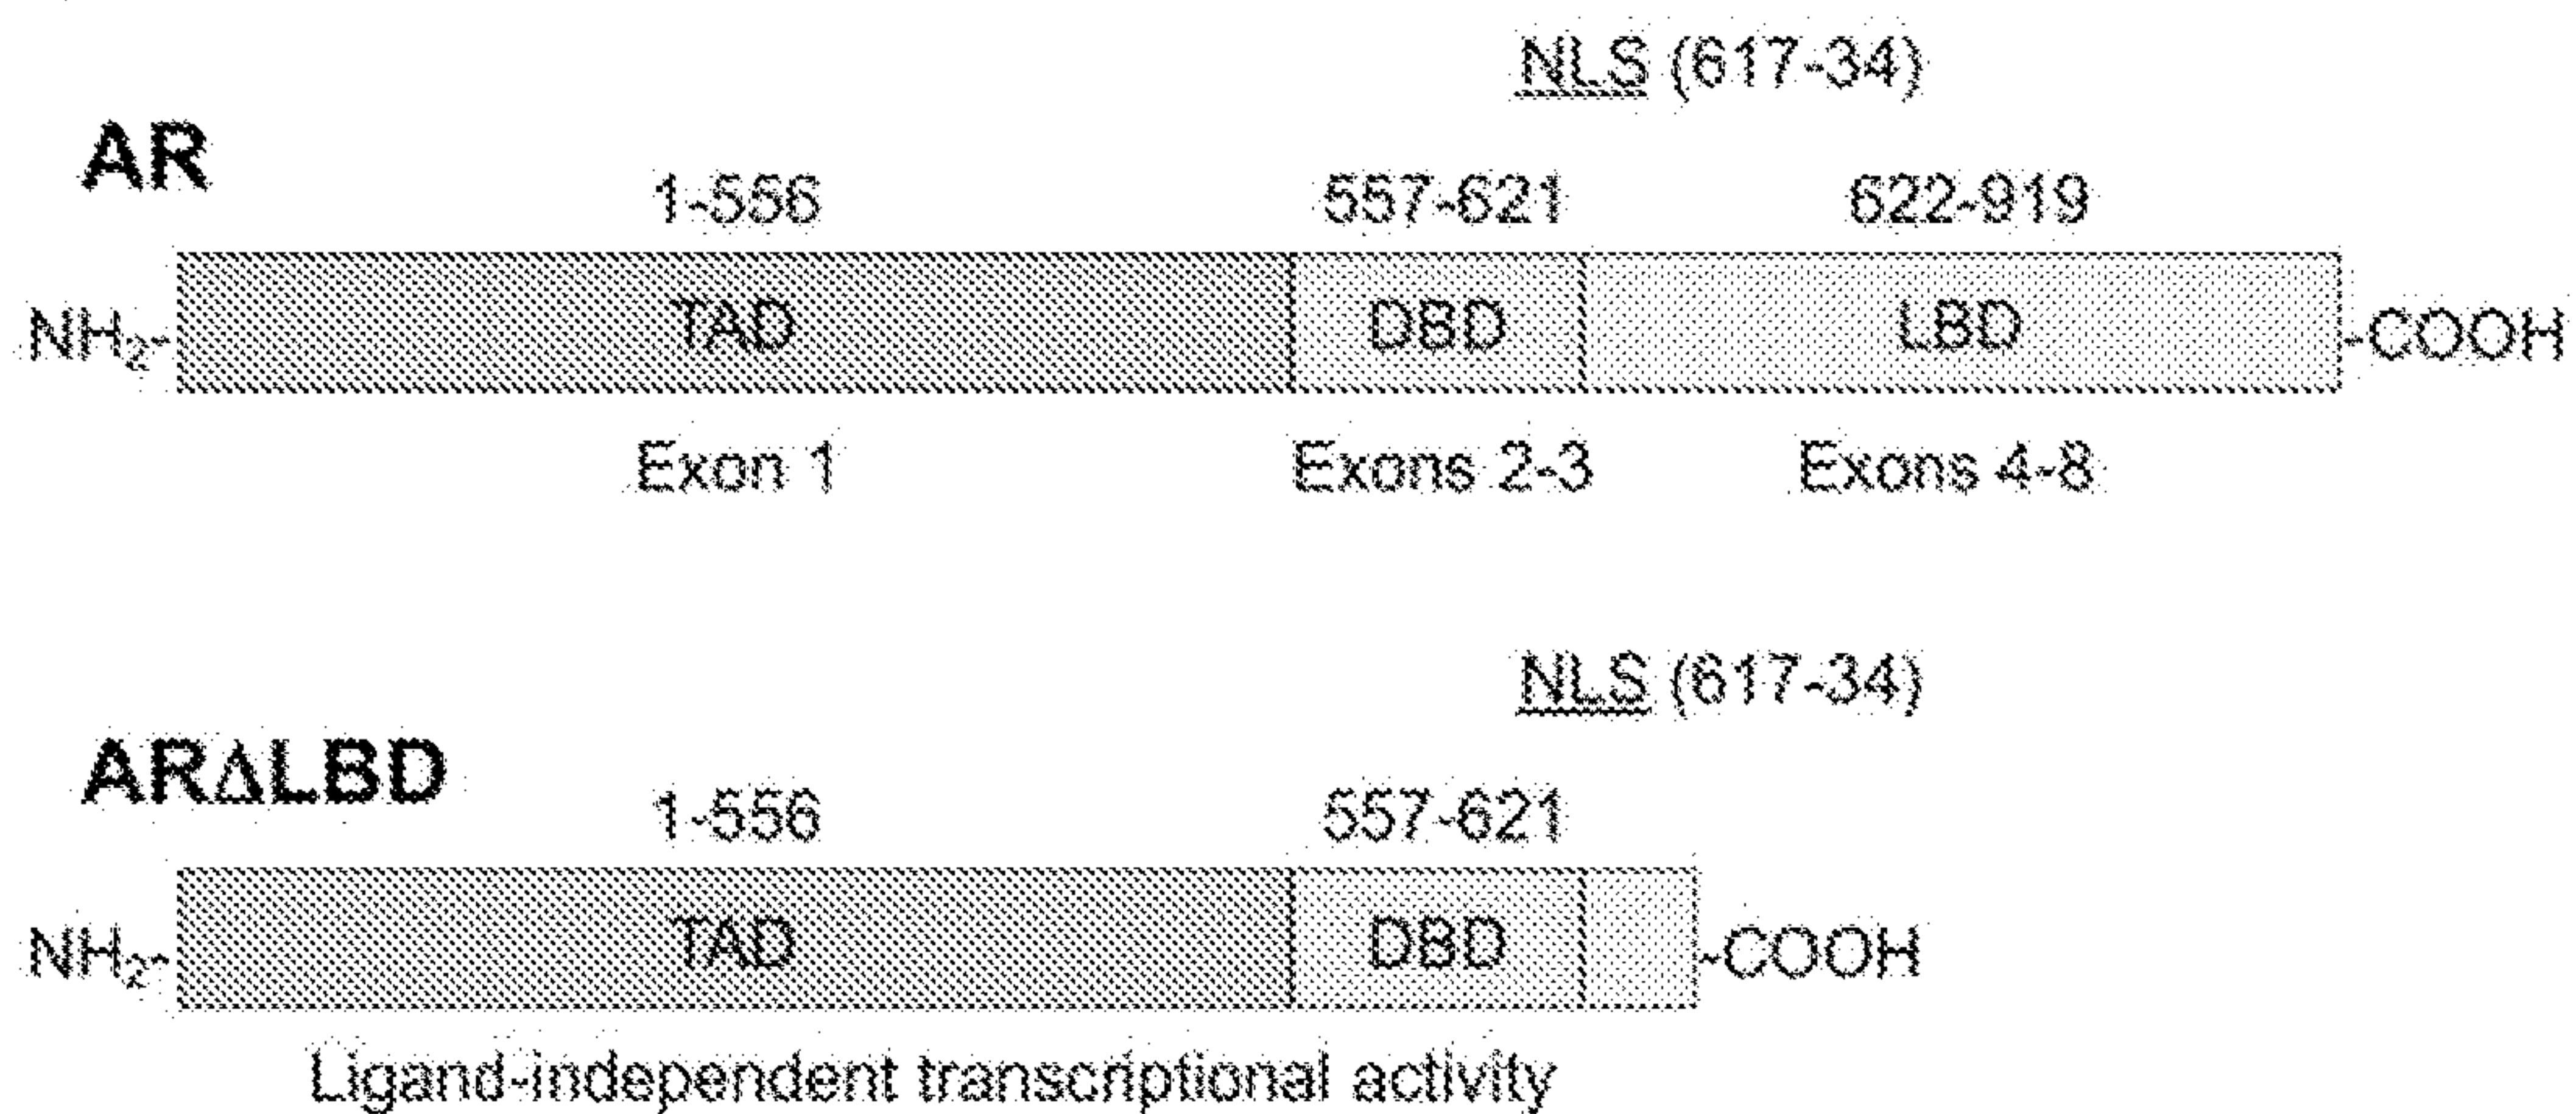 NLS (617-34)
AR
1-556 557-621 622-919
NH₂- TAD DBD LBD -COOH
Exon 1 Exons 2-3 Exons 4-8
NLS (617-34)
ARΔLBD
1-556 557-621
NH₂- TAD DBD -COOH
Ligand-independent transcriptional activity